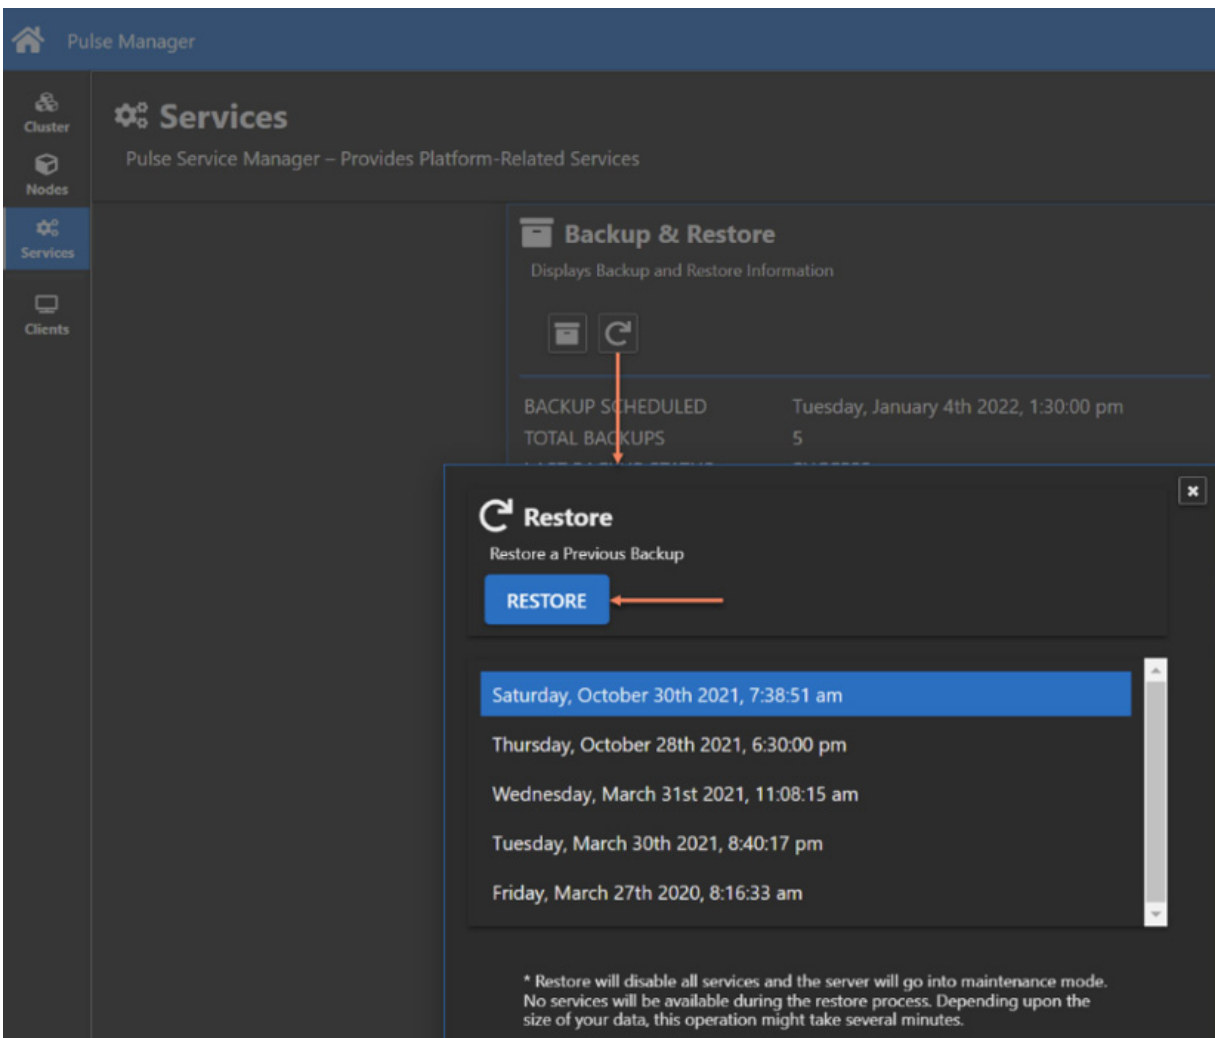 Pulse Manager
Cluster
Nodes
Services
Clients
Services
Pulse Service Manager – Provides Platform-Related Services
Backup & Restore
Displays Backup and Restore Information
BACKUP SCHEDULED Tuesday, January 4th 2022, 1:30:00 pm
TOTAL BACKUPS 5
Restore
Restore a Previous Backup
RESTORE
Saturday, October 30th 2021, 7:38:51 am
Thursday, October 28th 2021, 6:30:00 pm
Wednesday, March 31st 2021, 11:08:15 am
Tuesday, March 30th 2021, 8:40:17 pm
Friday, March 27th 2020, 8:16:33 am
* Restore will disable all services and the server will go into maintenance mode.
No services will be available during the restore process. Depending upon the
size of your data, this operation might take several minutes.